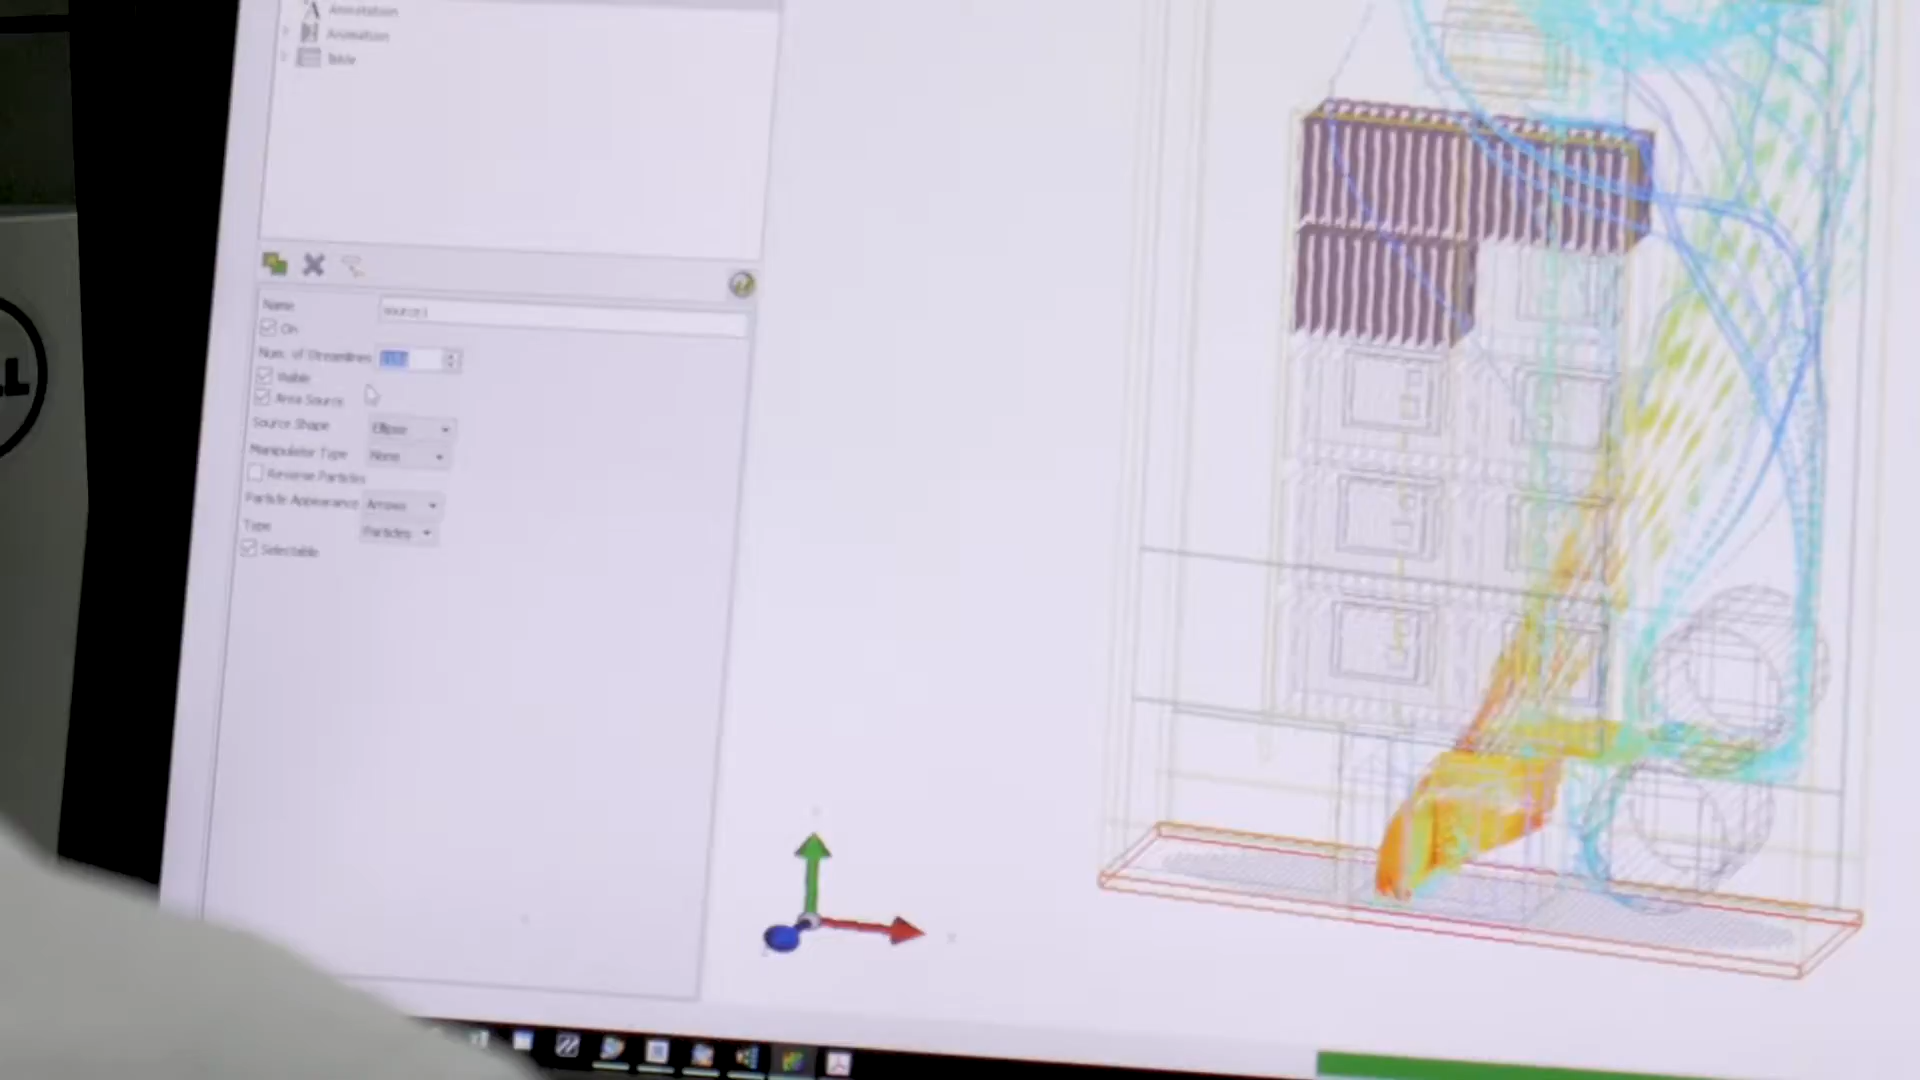 Annotation
Animation
Table
Name
source1
On
Num. of Streamlines
Visible
Area Source
Source Shape Ellipse
Manipulator Type None
Reverse Particles
Particle Appearance Arrows
Type Particles
Selectable